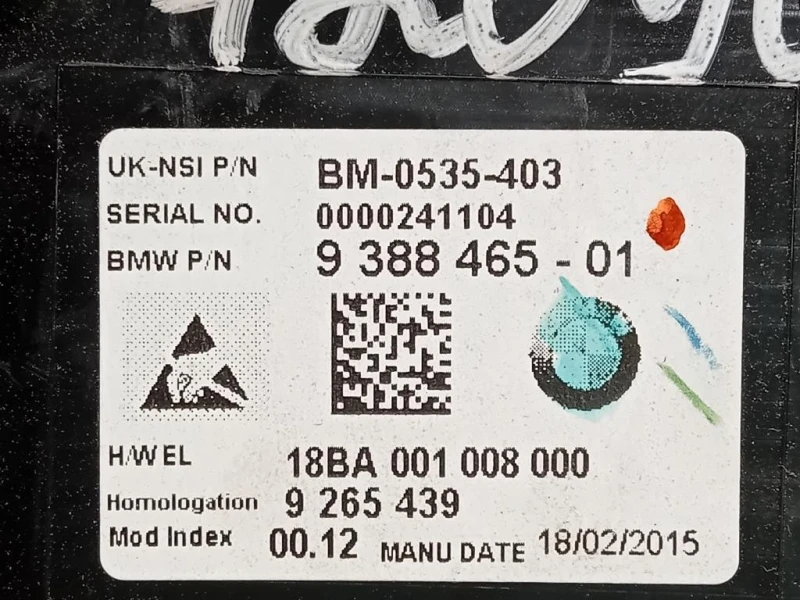 UK-NSI P/N BM-0535-403
SERIAL NO. 0000241104
BMW P/N 9 388 465 - 01
H/W EL 18BA 001 008 000
Homologation 9 265 439
Mod Index 00.12 MANU DATE 18/02/2015